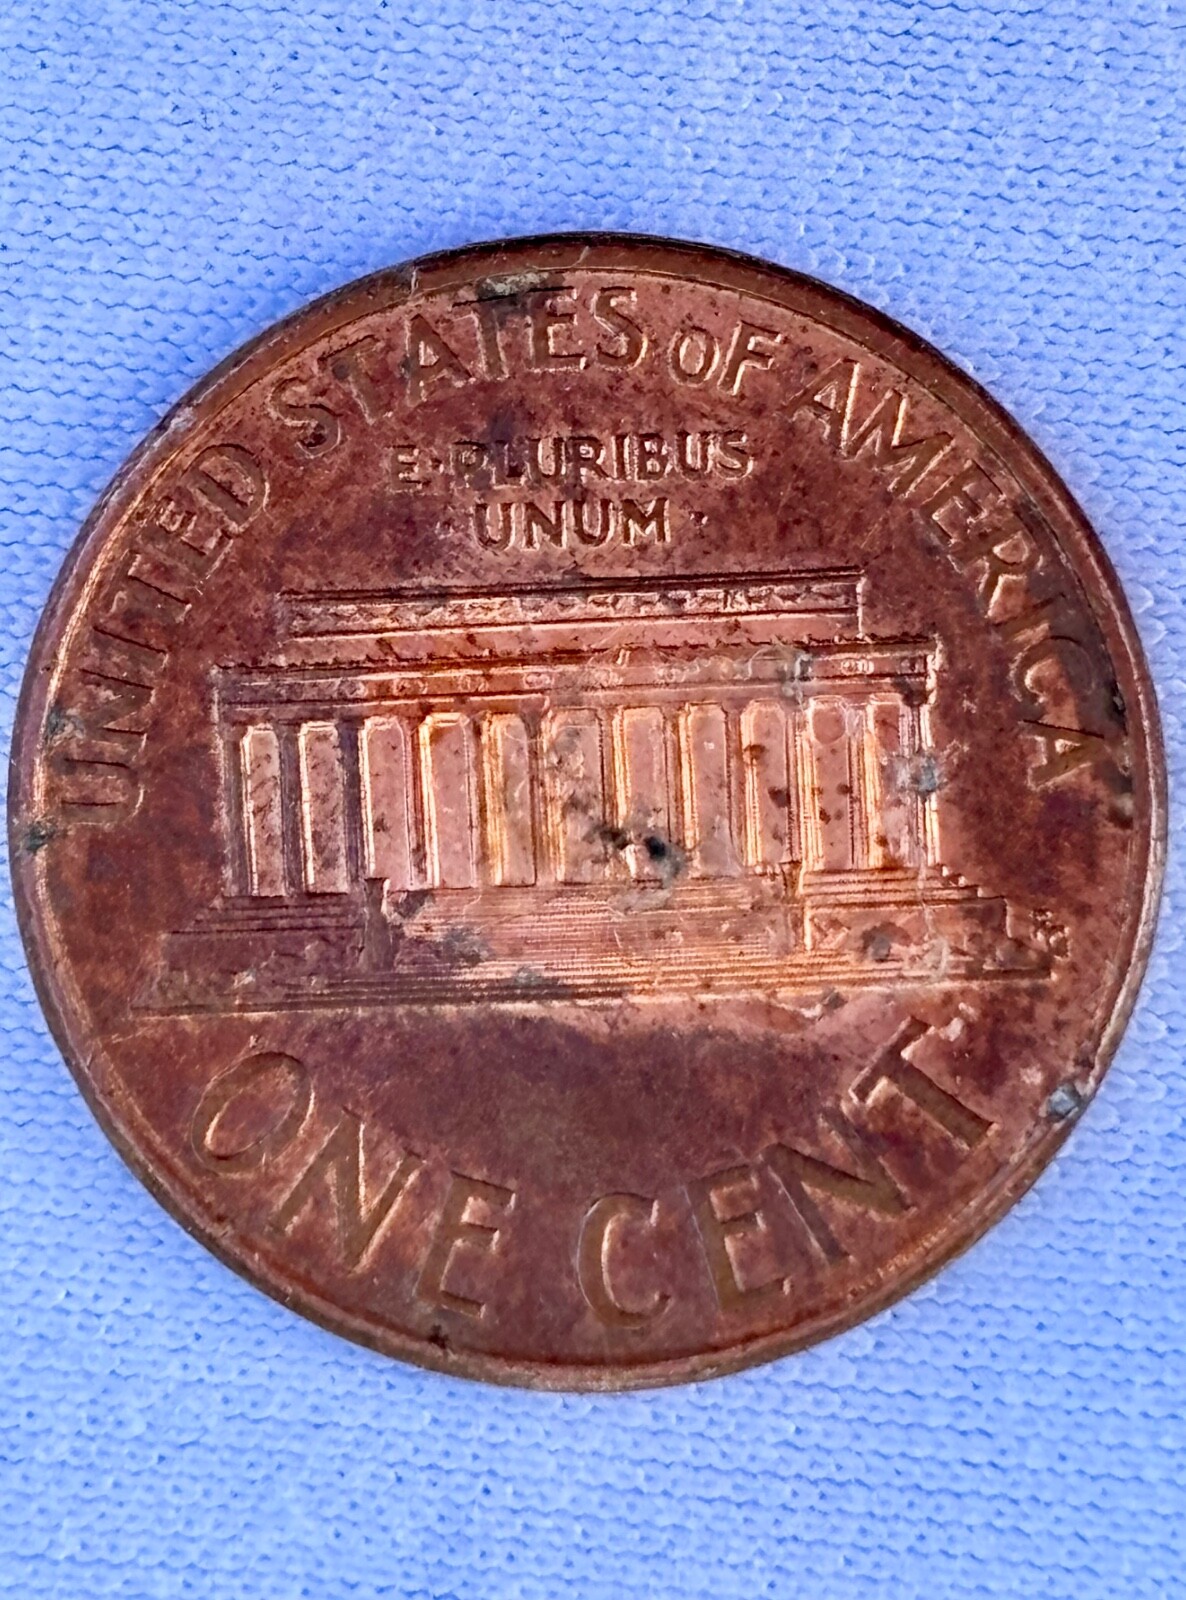 UNITED STATES OF AMERICA
E·PLURIBUS
·UNUM·
ONE CENT